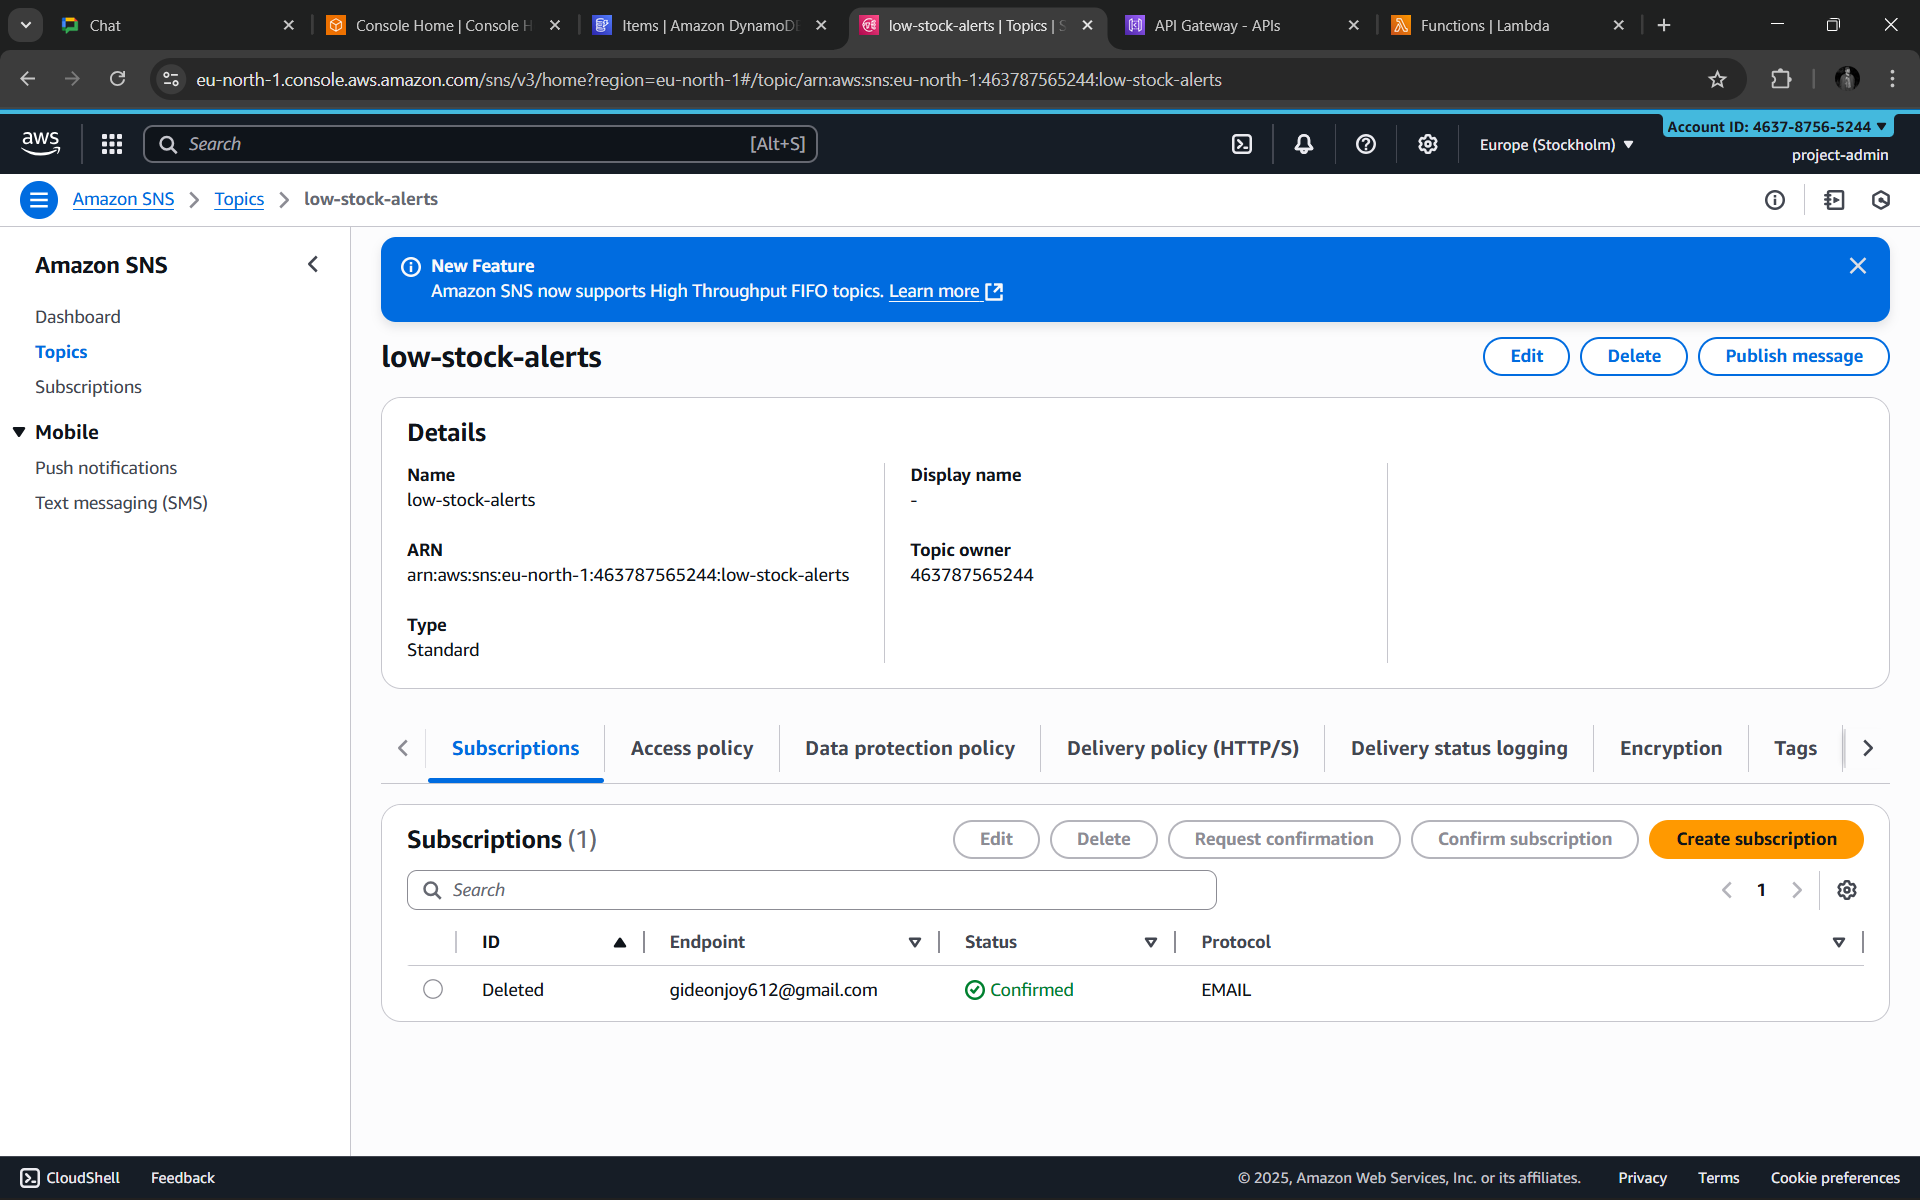 Chat
Console Home | Console H
Items | Amazon DynamoDB
low-stock-alerts | Topics | S
API Gateway - APIs
Functions | Lambda
eu-north-1.console.aws.amazon.com/sns/v3/home?region=eu-north-1#/topic/arn:aws:sns:eu-north-1:463787565244:low-stock-alerts
aws
Search
[Alt+S]
Europe (Stockholm)
Account ID: 4637-8756-5244
project-admin
Amazon SNS
Topics
low-stock-alerts
Amazon SNS
Dashboard
Topics
Subscriptions
Mobile
Push notifications
Text messaging (SMS)
New Feature
Amazon SNS now supports High Throughput FIFO topics. Learn more
low-stock-alerts
Edit
Delete
Publish message
Details
Name
low-stock-alerts
ARN
arn:aws:sns:eu-north-1:463787565244:low-stock-alerts
Type
Standard
Display name
-
Topic owner
463787565244
Subscriptions
Access policy
Data protection policy
Delivery policy (HTTP/S)
Delivery status logging
Encryption
Tags
Subscriptions (1)
Edit
Delete
Request confirmation
Confirm subscription
Create subscription
Search
1
ID
Endpoint
Status
Protocol
Deleted
gideonjoy612@gmail.com
Confirmed
EMAIL
CloudShell
Feedback
© 2025, Amazon Web Services, Inc. or its affiliates.
Privacy
Terms
Cookie preferences